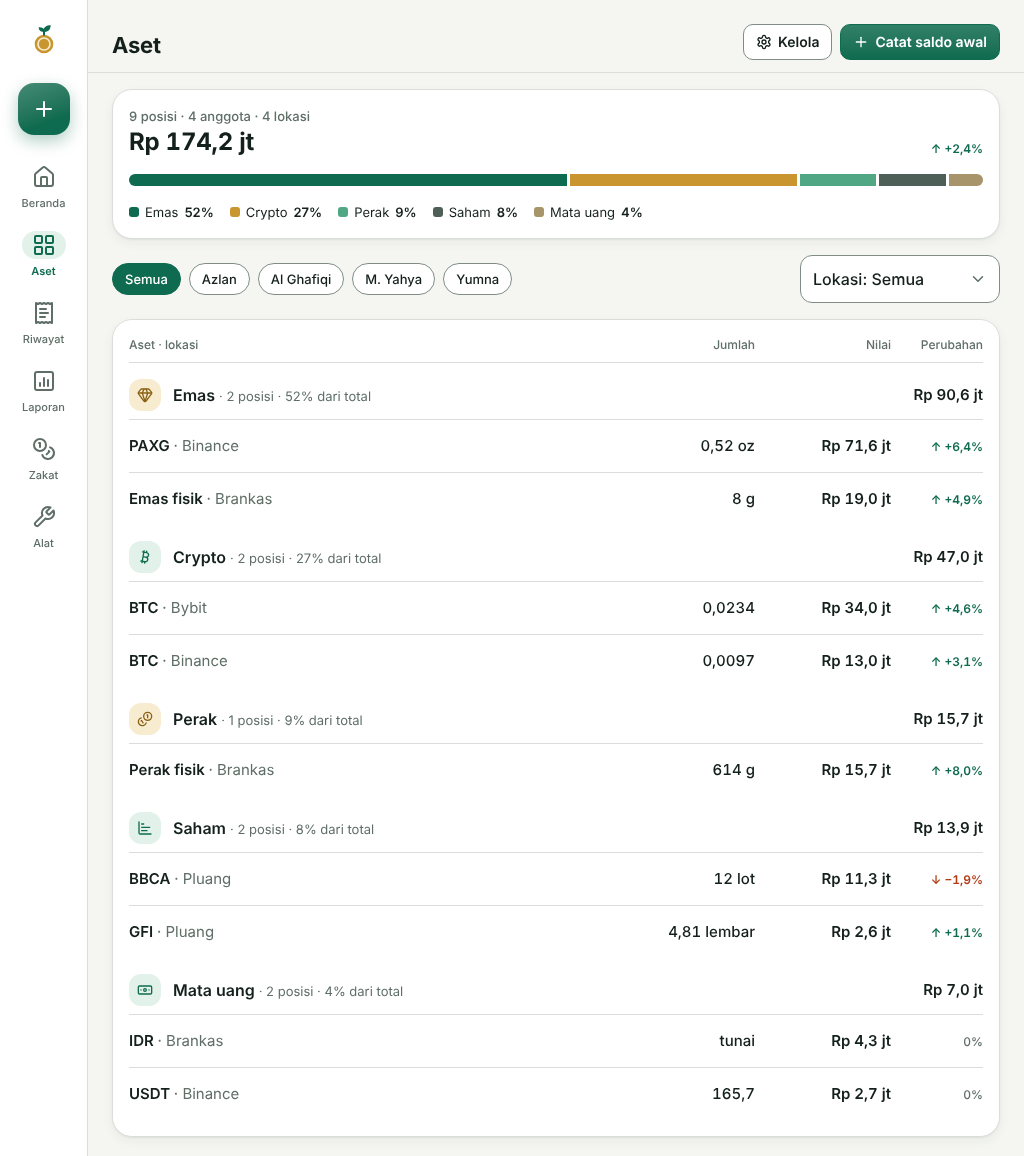 Aset
Kelola
Catat saldo awal
Beranda
Aset
Riwayat
Laporan
Zakat
Alat
9 posisi · 4 anggota · 4 lokasi
Rp 174,2 jt
↑ +2,4%
Emas 52% Crypto 27% Perak 9% Saham 8% Mata uang 4%
Semua Azlan Al Ghafiqi M. Yahya Yumna
Lokasi: Semua
Aset · lokasi Jumlah Nilai Perubahan
Emas · 2 posisi · 52% dari total Rp 90,6 jt
PAXG · Binance 0,52 oz Rp 71,6 jt ↑ +6,4%
Emas fisik · Brankas 8 g Rp 19,0 jt ↑ +4,9%
Crypto · 2 posisi · 27% dari total Rp 47,0 jt
BTC · Bybit 0,0234 Rp 34,0 jt ↑ +4,6%
BTC · Binance 0,0097 Rp 13,0 jt ↑ +3,1%
Perak · 1 posisi · 9% dari total Rp 15,7 jt
Perak fisik · Brankas 614 g Rp 15,7 jt ↑ +8,0%
Saham · 2 posisi · 8% dari total Rp 13,9 jt
BBCA · Pluang 12 lot Rp 11,3 jt ↓ −1,9%
GFI · Pluang 4,81 lembar Rp 2,6 jt ↑ +1,1%
Mata uang · 2 posisi · 4% dari total Rp 7,0 jt
IDR · Brankas tunai Rp 4,3 jt 0%
USDT · Binance 165,7 Rp 2,7 jt 0%